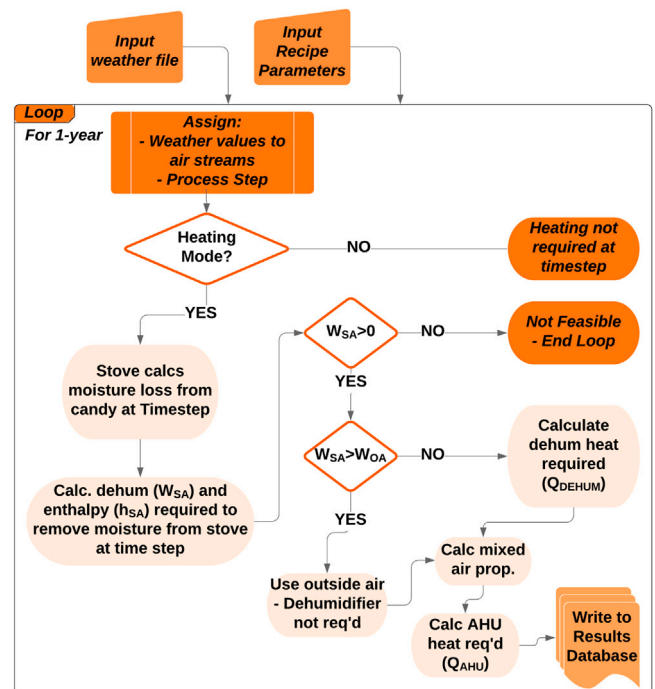 Input
weather file
Input
Recipe
Parameters
Loop
For 1-year
Assign:
- Weather values to
air streams
- Process Step
Heating
Mode?
NO
Heating not
required at
timestep
YES
Stove calcs
moisture loss from
candy at Timestep
WSA>0
NO
Not Feasible
- End Loop
YES
Calc. dehum (WSA) and
enthalpy (hSA) required to
remove moisture from stove
at time step
WSA>WOA
NO
Calculate
dehum heat
required
(QDEHUM)
YES
Use outside air
- Dehumidifier
not req'd
Calc mixed
air prop.
Calc AHU
heat req'd
(QAHU)
Write to
Results
Database